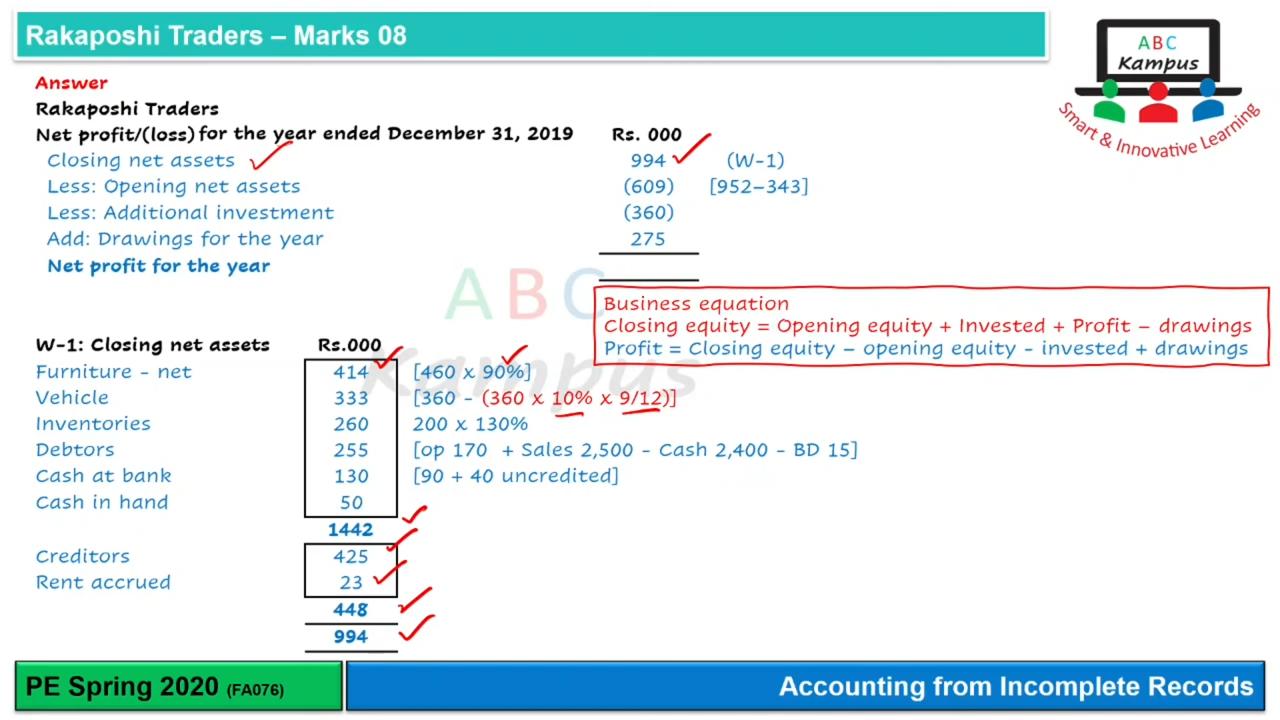 Rakaposhi Traders – Marks 08
A B C
Kampus
Smart & Innovative Learning
Answer
Rakaposhi Traders
Net profit/(loss) for the year ended December 31, 2019 Rs. 000
Closing net assets 994 (W-1)
Less: Opening net assets (609) [952–343]
Less: Additional investment (360)
Add: Drawings for the year 275
Net profit for the year
A B C
Kampus
Business equation
Closing equity = Opening equity + Invested + Profit – drawings
Profit = Closing equity – opening equity - invested + drawings
W-1: Closing net assets Rs.000
Furniture - net 414 [460 x 90%]
Vehicle 333 [360 - (360 x 10% x 9/12)]
Inventories 260 200 x 130%
Debtors 255 [op 170 + Sales 2,500 - Cash 2,400 - BD 15]
Cash at bank 130 [90 + 40 uncredited]
Cash in hand 50
1442
Creditors 425
Rent accrued 23
448
994
PE Spring 2020 (FA076)
Accounting from Incomplete Records